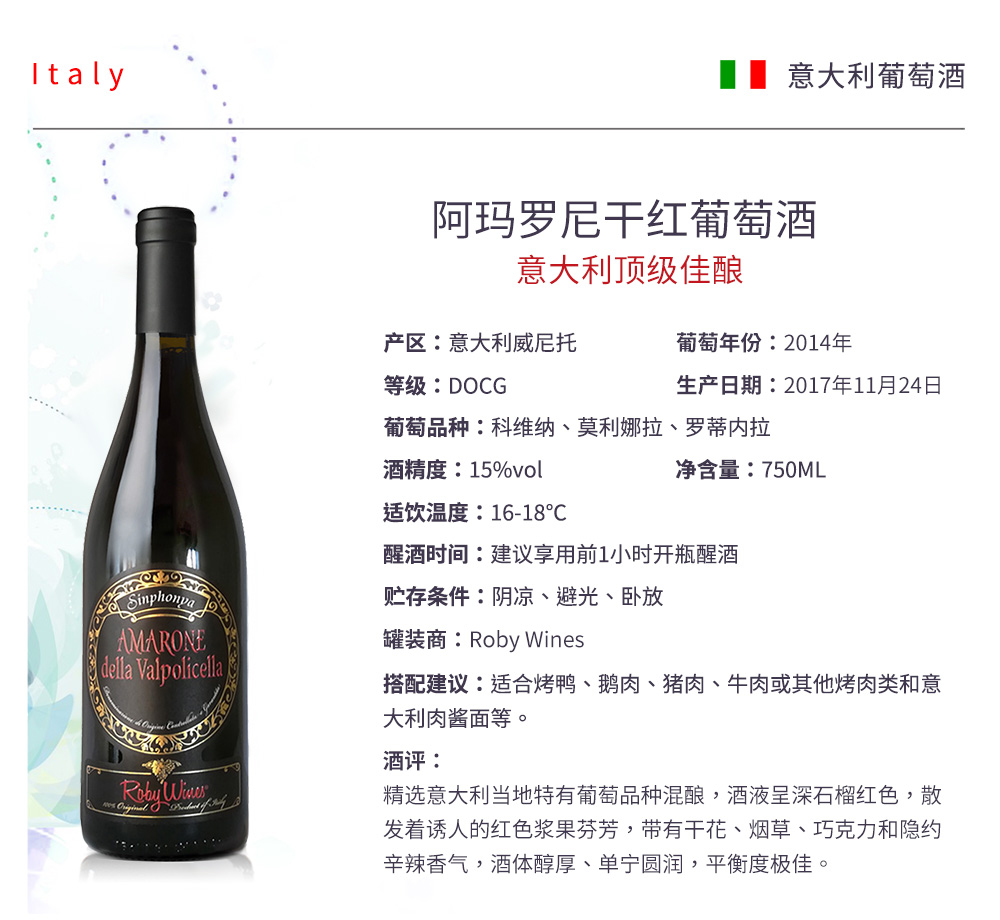 Italy
意大利葡萄酒
阿玛罗尼干红葡萄酒
意大利顶级佳酿
产区：意大利威尼托
葡萄年份：2014年
等级：DOCG
生产日期：2017年11月24日
葡萄品种：科维纳、莫利娜拉、罗蒂内拉
酒精度：15%vol
净含量：750ML
适饮温度：16-18℃
醒酒时间：建议享用前1小时开瓶醒酒
贮存条件：阴凉、避光、卧放
罐装商：Roby Wines
搭配建议：适合烤鸭、鹅肉、猪肉、牛肉或其他烤肉类和意
大利肉酱面等。
酒评：
精选意大利当地特有葡萄品种混酿，酒液呈深石榴红色，散
发着诱人的红色浆果芬芳，带有干花、烟草、巧克力和隐约
辛辣香气，酒体醇厚、单宁圆润，平衡度极佳。
Sinphonya
AMARONE
della Valpolicella
Denominazione di Origine Controllata e Garantita
Roby Wines®
100% Original Product of Italy